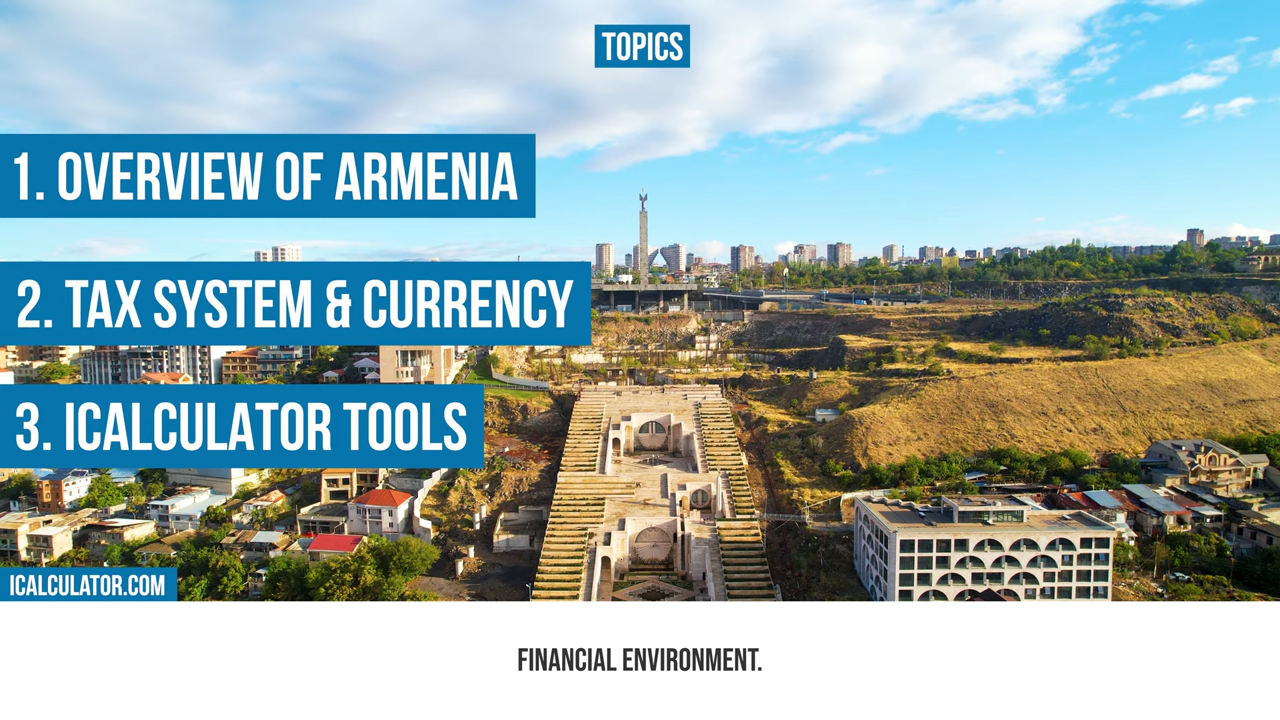 TOPICS
1. OVERVIEW OF ARMENIA
2. TAX SYSTEM & CURRENCY
3. ICALCULATOR TOOLS
ICALCULATOR.COM
FINANCIAL ENVIRONMENT.